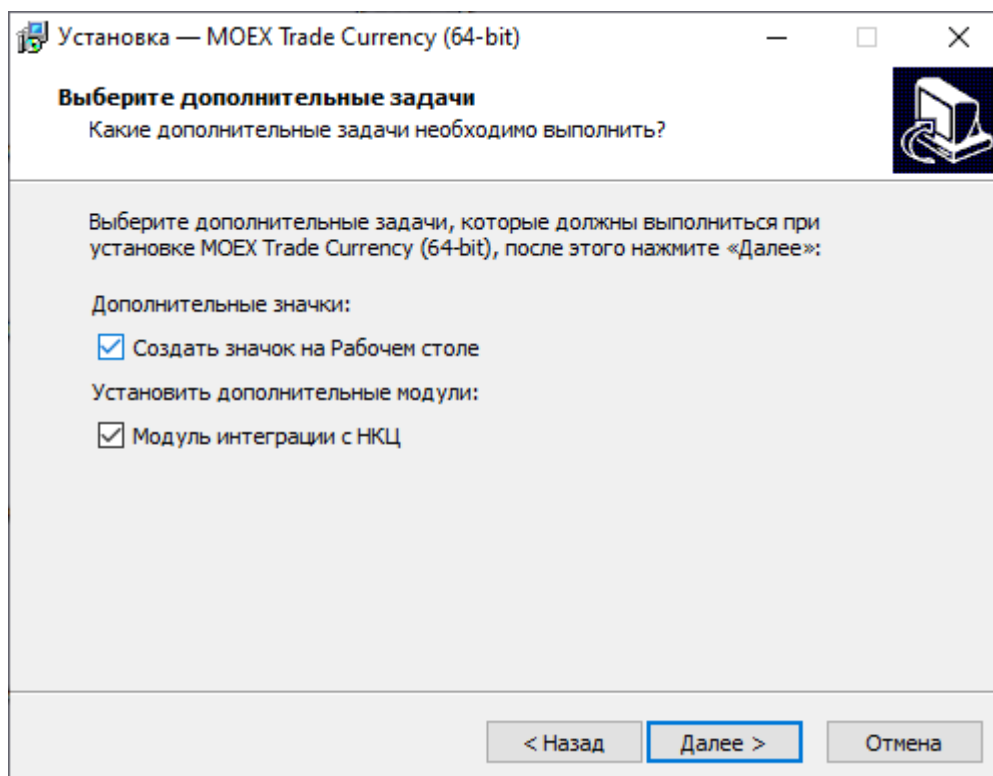 Установка — MOEX Trade Currency (64-bit)
Выберите дополнительные задачи
Какие дополнительные задачи необходимо выполнить?
Выберите дополнительные задачи, которые должны выполниться при
установке MOEX Trade Currency (64-bit), после этого нажмите «Далее»:
Дополнительные значки:
Создать значок на Рабочем столе
Установить дополнительные модули:
Модуль интеграции с НКЦ
< Назад
Далее >
Отмена